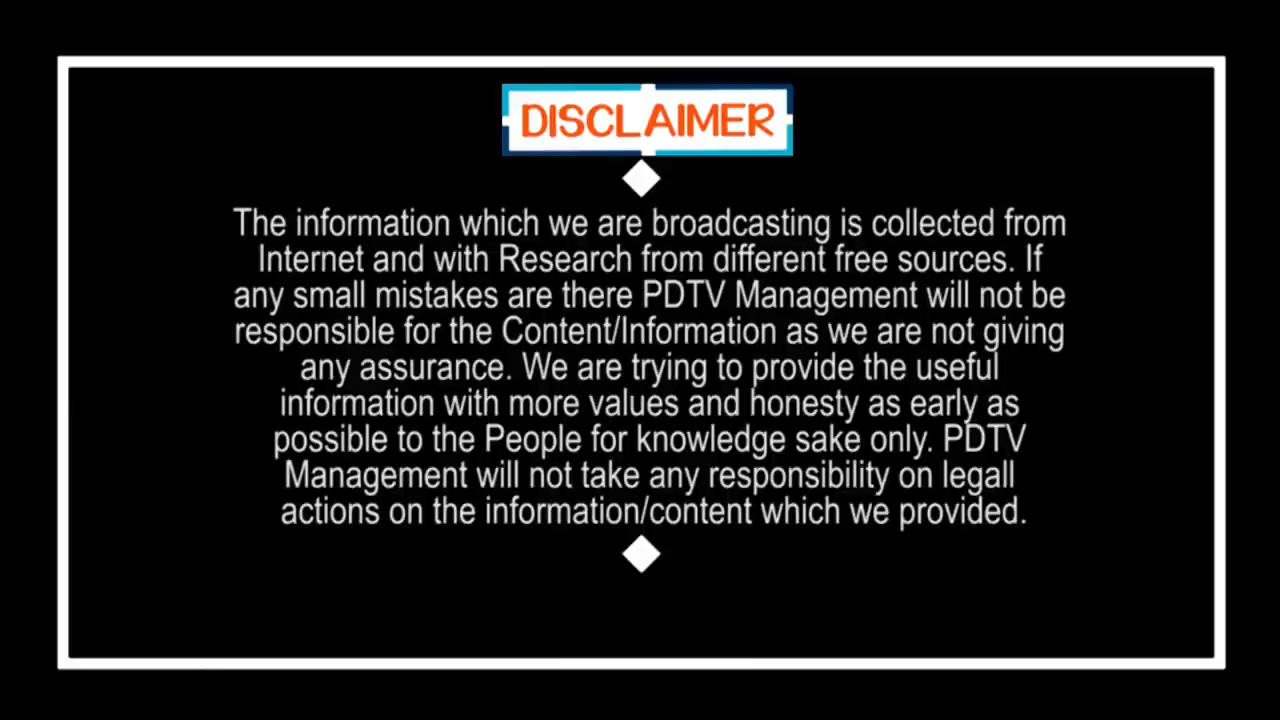 DISCLAIMER
The information which we are broadcasting is collected from
Internet and with Research from different free sources. If
any small mistakes are there PDTV Management will not be
responsible for the Content/Information as we are not giving
any assurance. We are trying to provide the useful
information with more values and honesty as early as
possible to the People for knowledge sake only. PDTV
Management will not take any responsibility on legall
actions on the information/content which we provided.